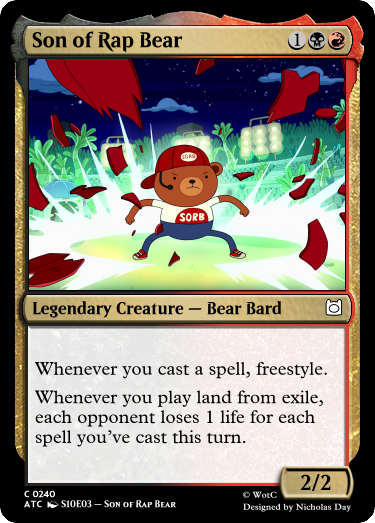 Son of Rap Bear 1
SORB
SORB
Legendary Creature — Bear Bard
Whenever you cast a spell, freestyle.
Whenever you play land from exile,
each opponent loses 1 life for each
spell you’ve cast this turn.
2/2
C 0240
ATC S10E03 – Son of Rap Bear
© WotC
Designed by Nicholas Day